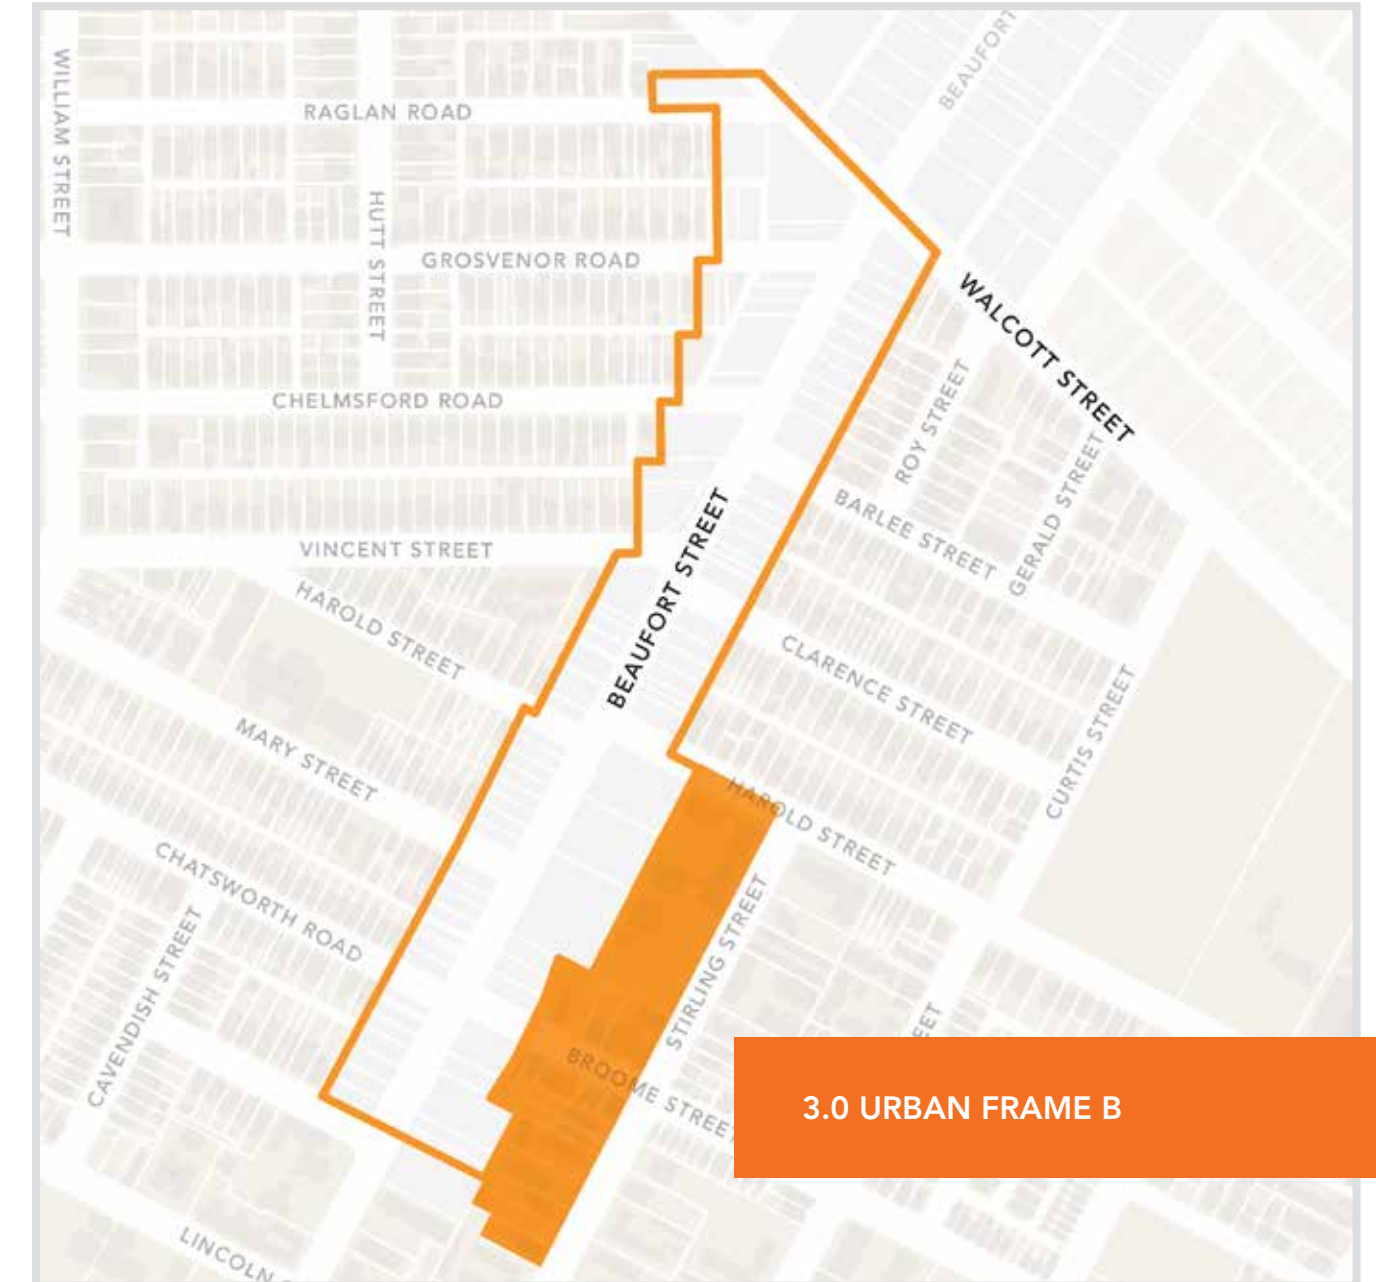 BEAUFORT
WILLIAM STREET
RAGLAN ROAD
HUTT STREET
GROSVENOR ROAD
WALCOTT STREET
CHELMSFORD ROAD
ROY STREET
GERALD STREET
BARLEE STREET
VINCENT STREET
BEAUFORT STREET
HAROLD STREET
CLARENCE STREET
CURTIS STREET
MARY STREET
HAROLD STREET
CHATSWORTH ROAD
STIRLING STREET
CAVENDISH STREET
EET
BROOME STREET
3.0 URBAN FRAME B
LINCOLN